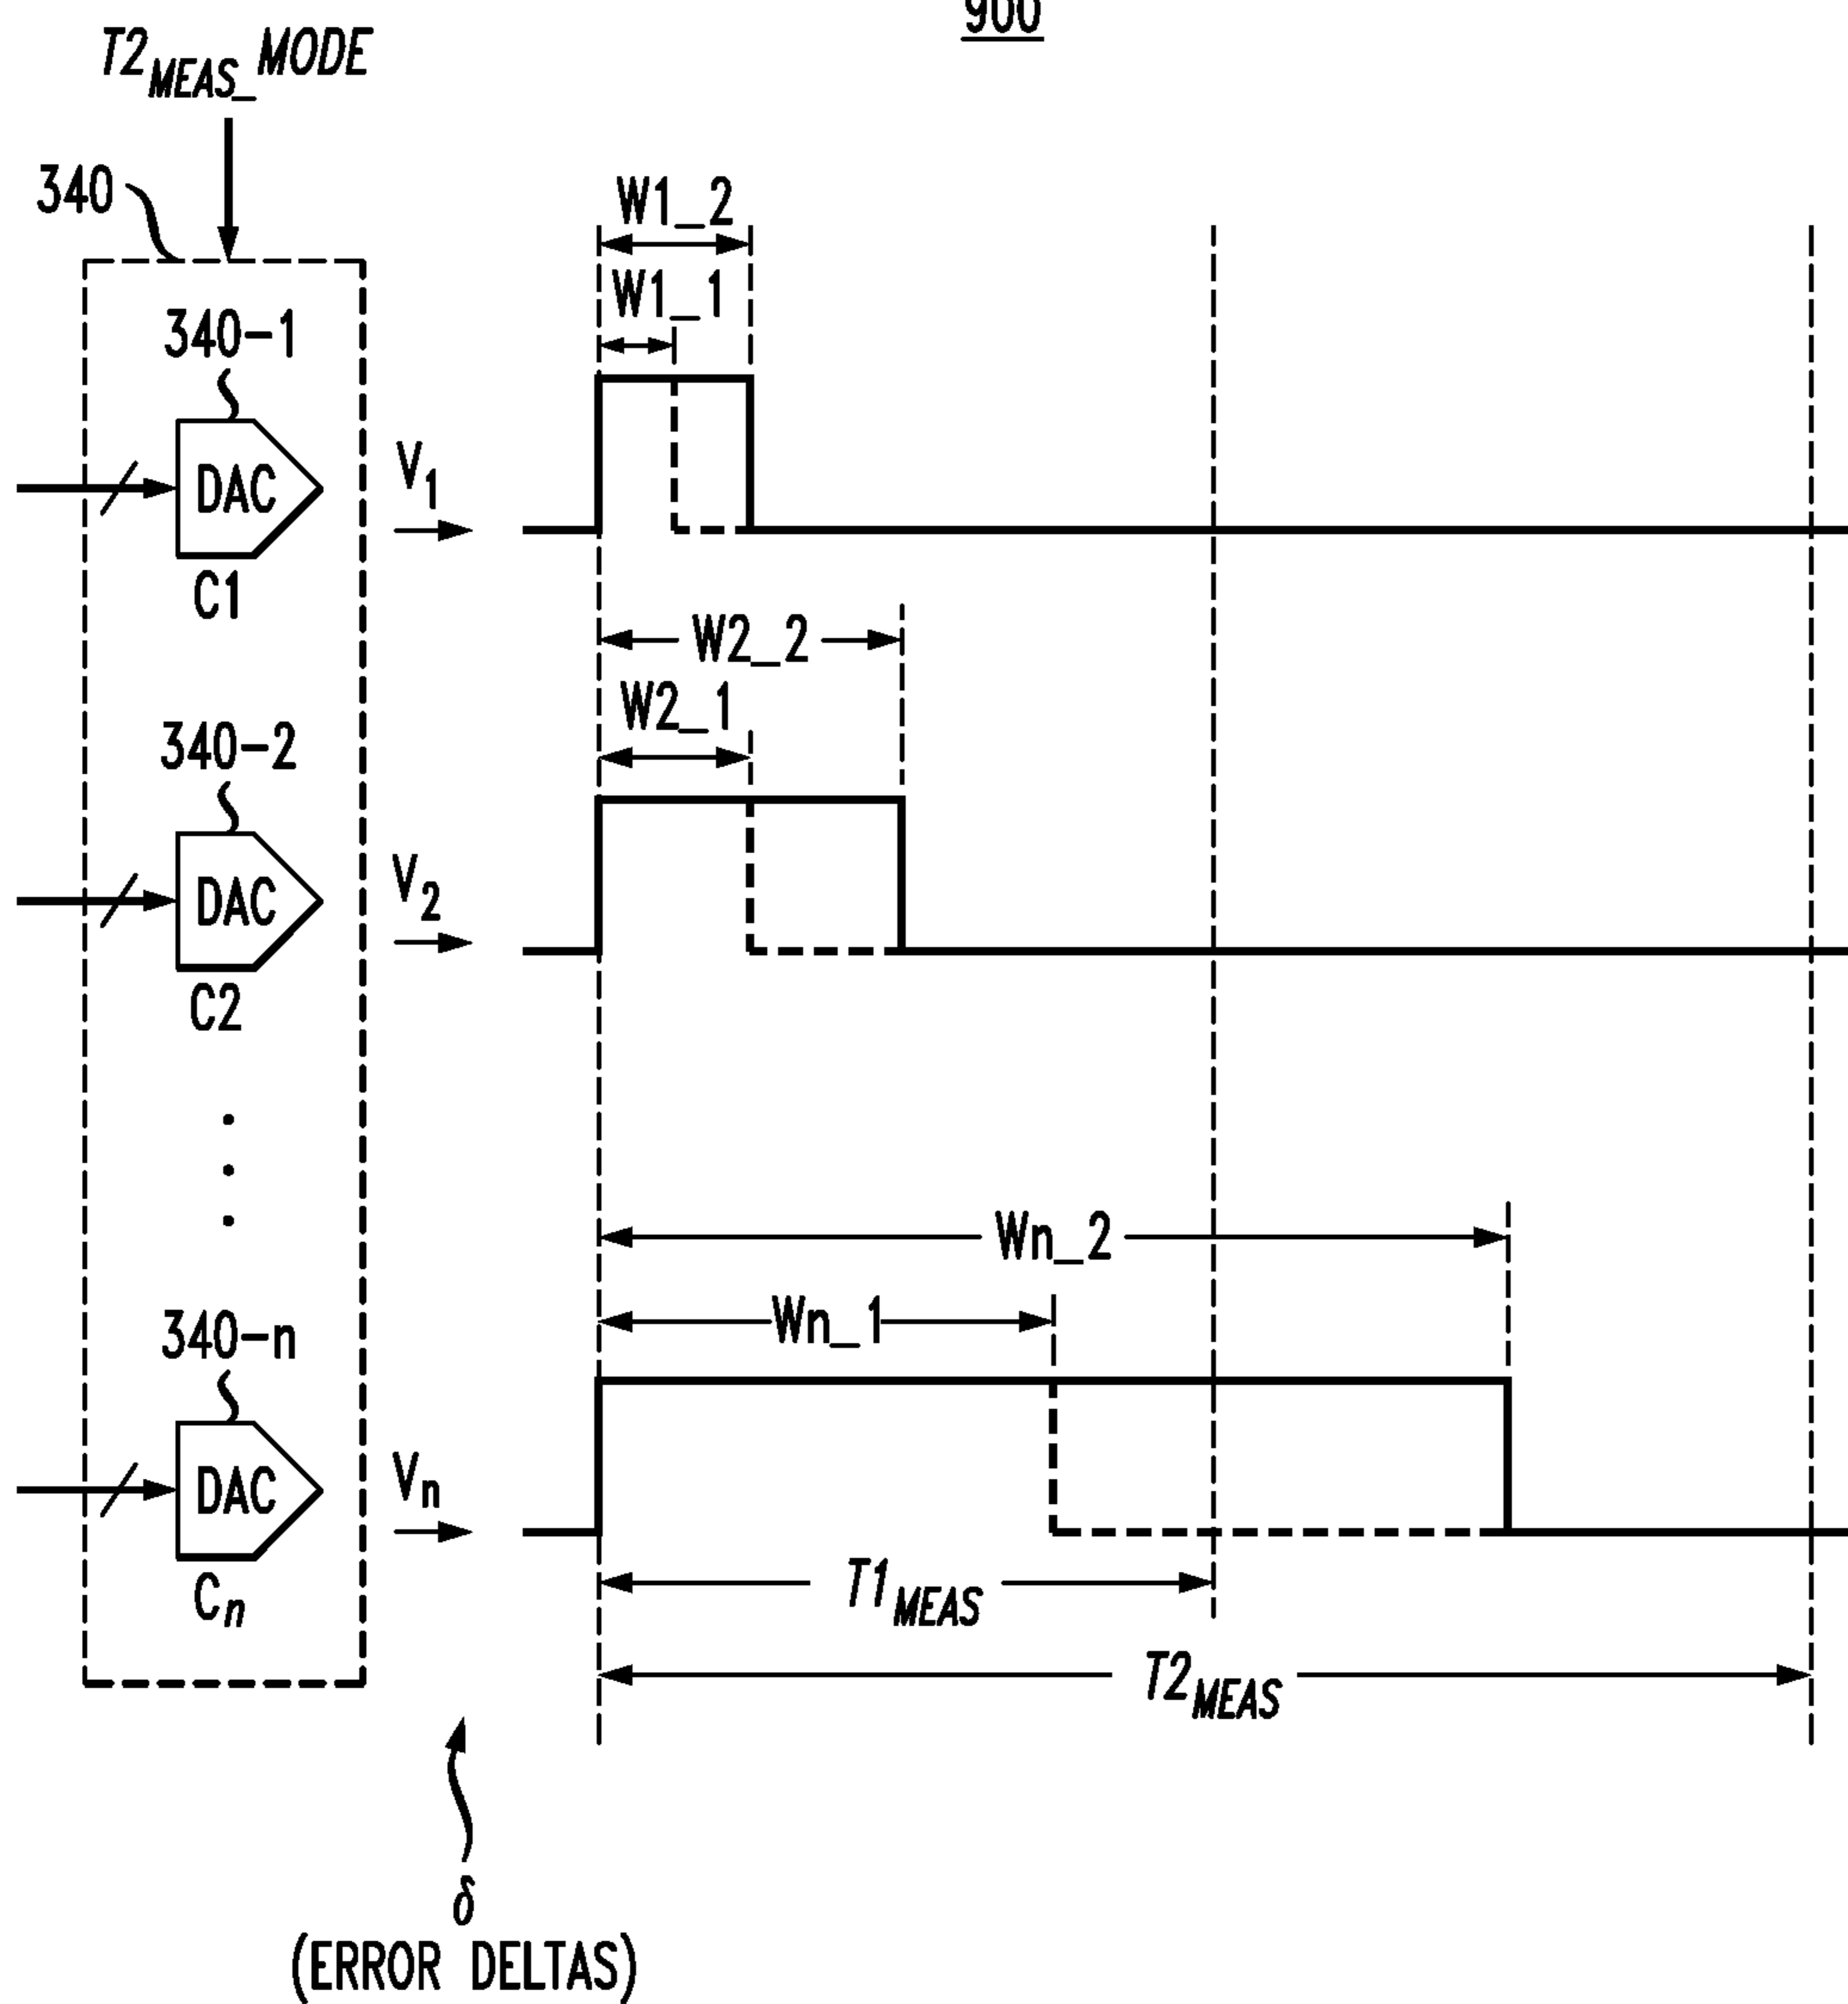 900
T2MEAS_MODE
340
W1_2
W1_1
340-1
DAC
V1
C1
W2_2
W2_1
340-2
DAC
V2
C2
Wn_2
Wn_1
340-n
DAC
Vn
Cn
T1MEAS
T2MEAS
δ
(ERROR DELTAS)